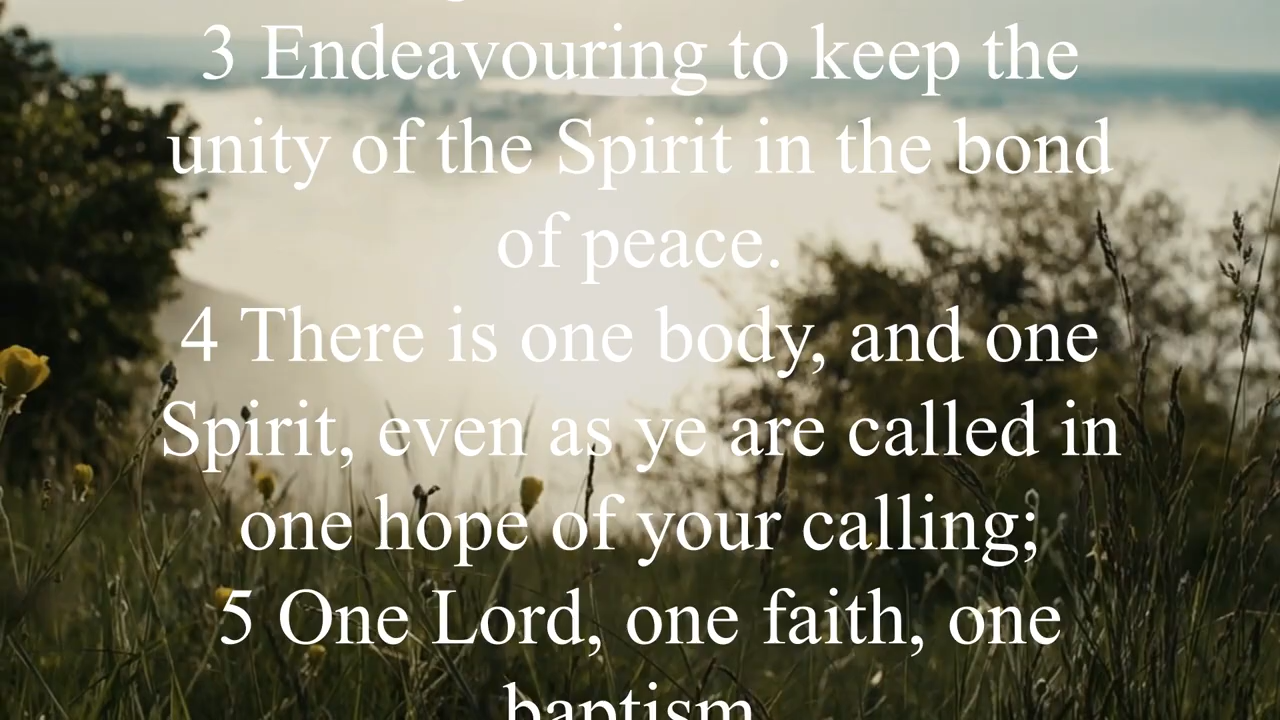 3 Endeavouring to keep the
unity of the Spirit in the bond
of peace.
4 There is one body, and one
Spirit, even as ye are called in
one hope of your calling;
5 One Lord, one faith, one
baptism